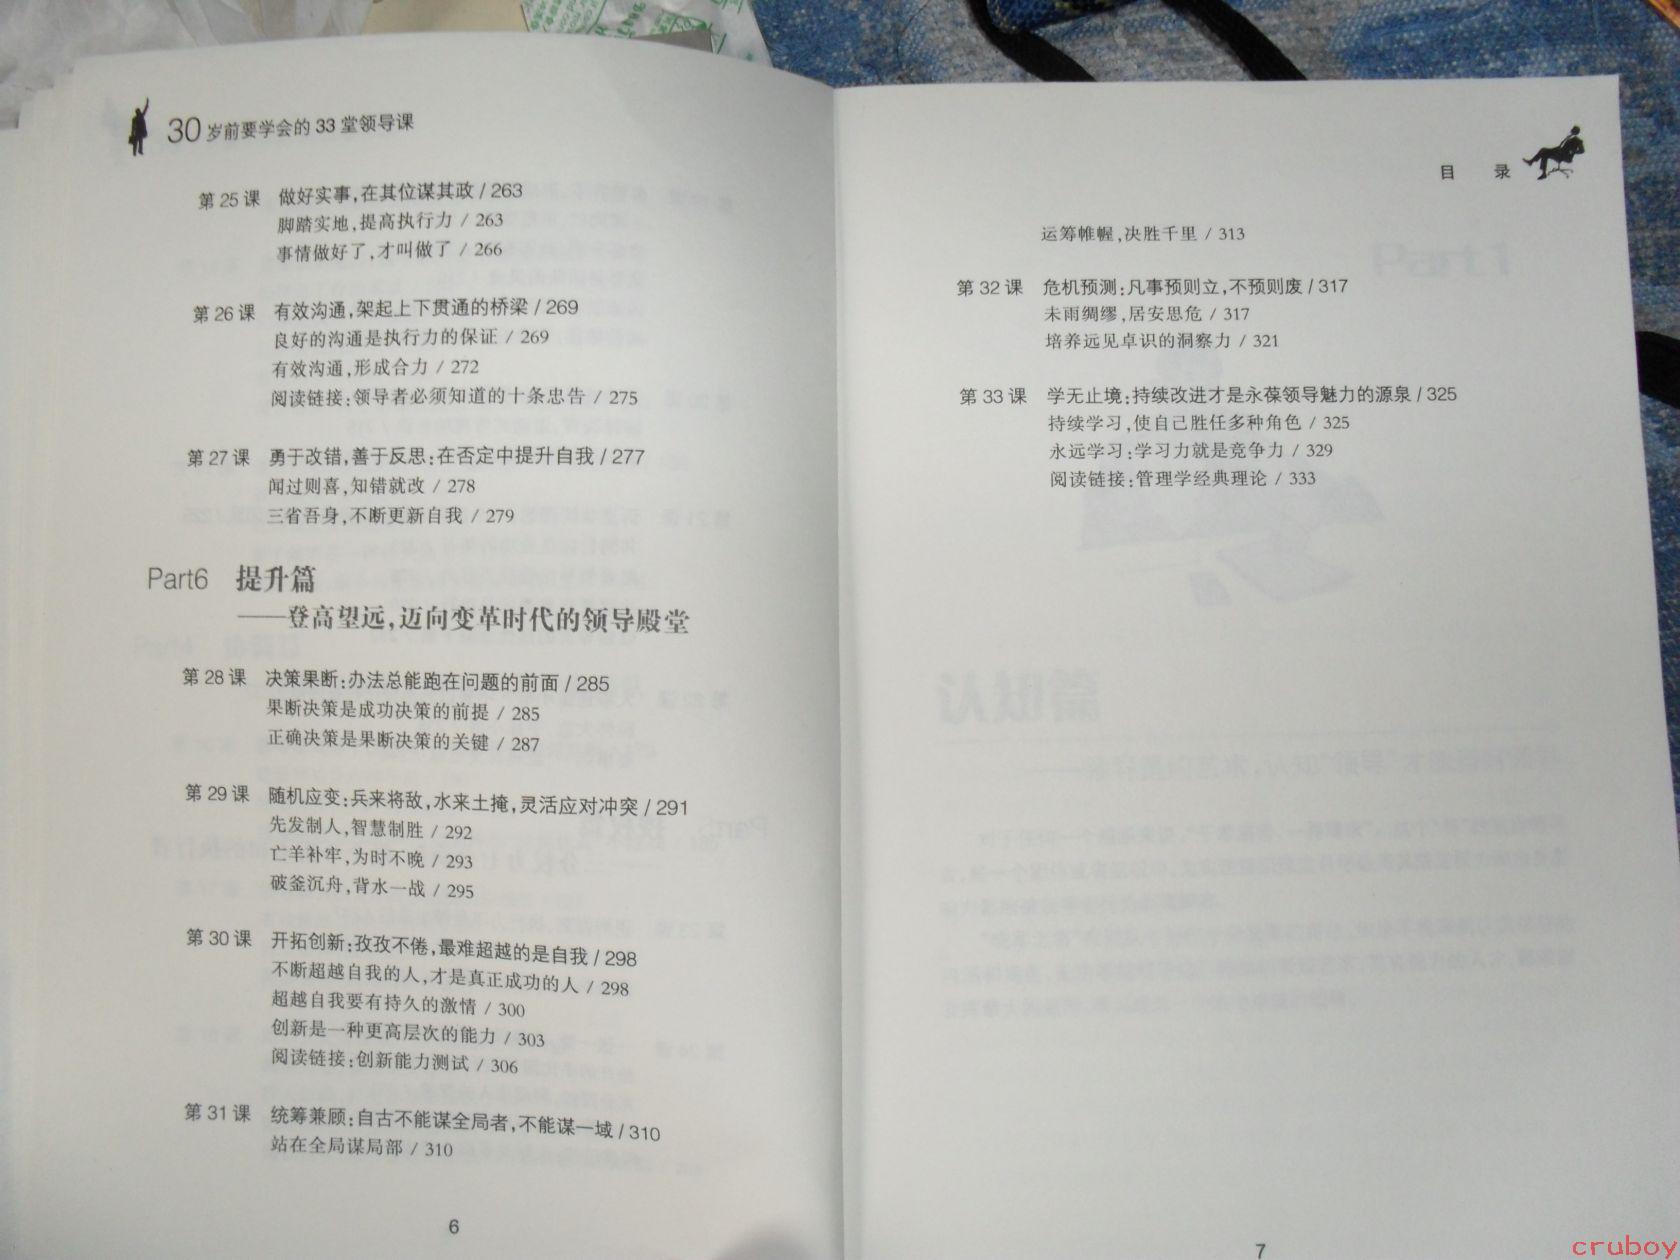 30岁前要学会的 33 堂领导课
第 25 课 做好实事,在其位谋其政 / 263
脚踏实地,提高执行力 / 263
事情做好了,才叫做了 / 266
第 26 课 有效沟通,架起上下贯通的桥梁 / 269
良好的沟通是执行力的保证 / 269
有效沟通,形成合力 / 272
阅读链接:领导者必须知道的十条忠告 / 275
第 27 课 勇于改错,善于反思:在否定中提升自我 / 277
闻过则喜,知错就改 / 278
三省吾身,不断更新自我 / 279
Part6 提升篇
——登高望远,迈向变革时代的领导殿堂
第 28 课 决策果断:办法总能跑在问题的前面 / 285
果断决策是成功决策的前提 / 285
正确决策是果断决策的关键 / 287
第 29 课 随机应变:兵来将敌,水来土掩,灵活应对冲突 / 291
先发制人,智慧制胜 / 292
亡羊补牢,为时不晚 / 293
破釜沉舟,背水一战 / 295
第 30 课 开拓创新:孜孜不倦,最难超越的是自我 / 298
不断超越自我的人,才是真正成功的人 / 298
超越自我要有持久的激情 / 300
创新是一种更高层次的能力 / 303
阅读链接:创新能力测试 / 306
第 31 课 统筹兼顾:自古不能谋全局者,不能谋一域 / 310
站在全局谋局部 / 310
6
目 录
运筹帷幄,决胜千里 / 313
第 32 课 危机预测:凡事预则立,不预则废 / 317
未雨绸缪,居安思危 / 317
培养远见卓识的洞察力 / 321
第 33 课 学无止境:持续改进才是永葆领导魅力的源泉 / 325
持续学习,使自己胜任多种角色 / 325
永远学习:学习力就是竞争力 / 329
阅读链接:管理学经典理论 / 333
7
cruboy